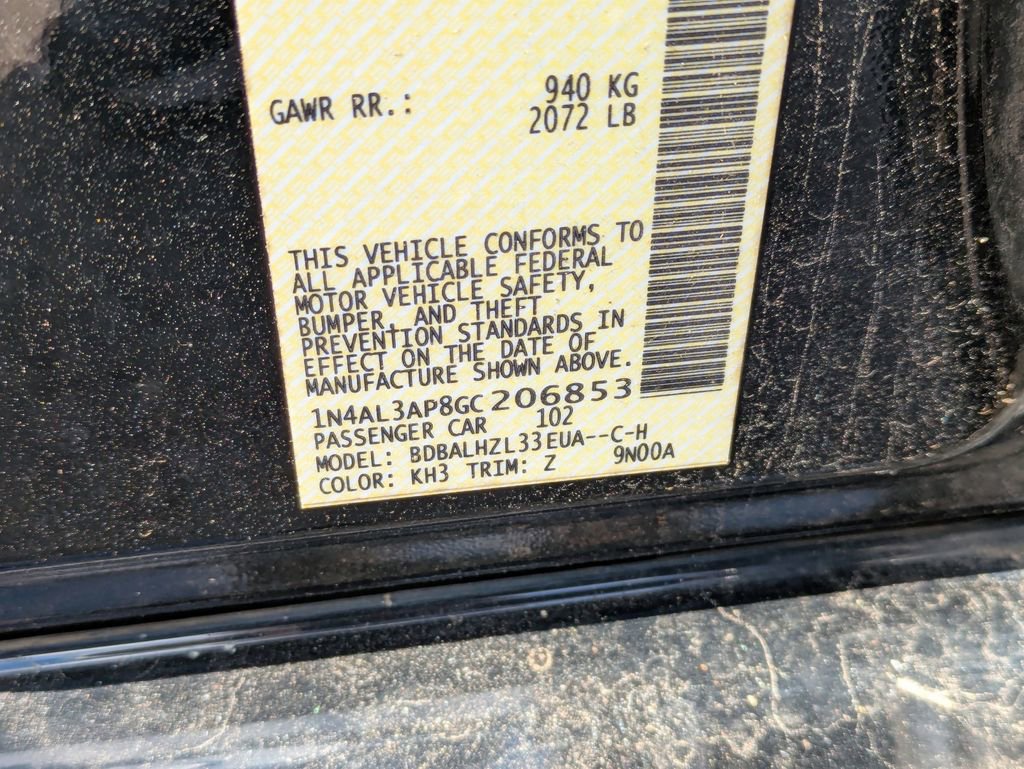 GAWR RR.: 940 KG
2072 LB
THIS VEHICLE CONFORMS TO
ALL APPLICABLE FEDERAL
MOTOR VEHICLE SAFETY,
BUMPER, AND THEFT
PREVENTION STANDARDS IN
EFFECT ON THE DATE OF
MANUFACTURE SHOWN ABOVE.
1N4AL3AP8GC206853
PASSENGER CAR 102
MODEL: BDBALHZL33EUA--C-H
COLOR: KH3 TRIM: Z 9N00A